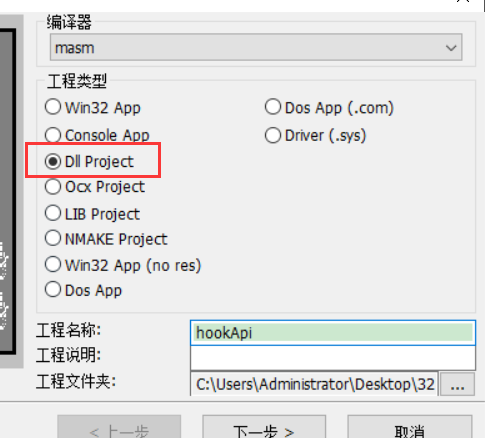 编译器
masm
工程类型
Win32 App
Dos App (.com)
Console App
Driver (.sys)
Dll Project
Ocx Project
LIB Project
NMAKE Project
Win32 App (no res)
Dos App
工程名称:
hookApi
工程说明:
工程文件夹:
C:\Users\Administrator\Desktop\32
...
< 上一步
下一步 >
取消